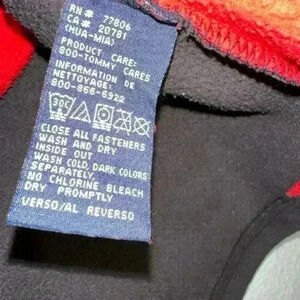 RN# 77806
CA# 20781
(HUA-MIA)
PRODUCT CARE:
800-TOMMY CARES
INFORMATION DE
NETTOYAGE:
800-866-6922
30C
CLOSE ALL FASTENERS
WASH AND DRY
INSIDE OUT
WASH COLD, DARK COLORS
SEPARATELY,
NO CHLORINE BLEACH
DRY PROMPTLY
VERSO/AL REVERSO